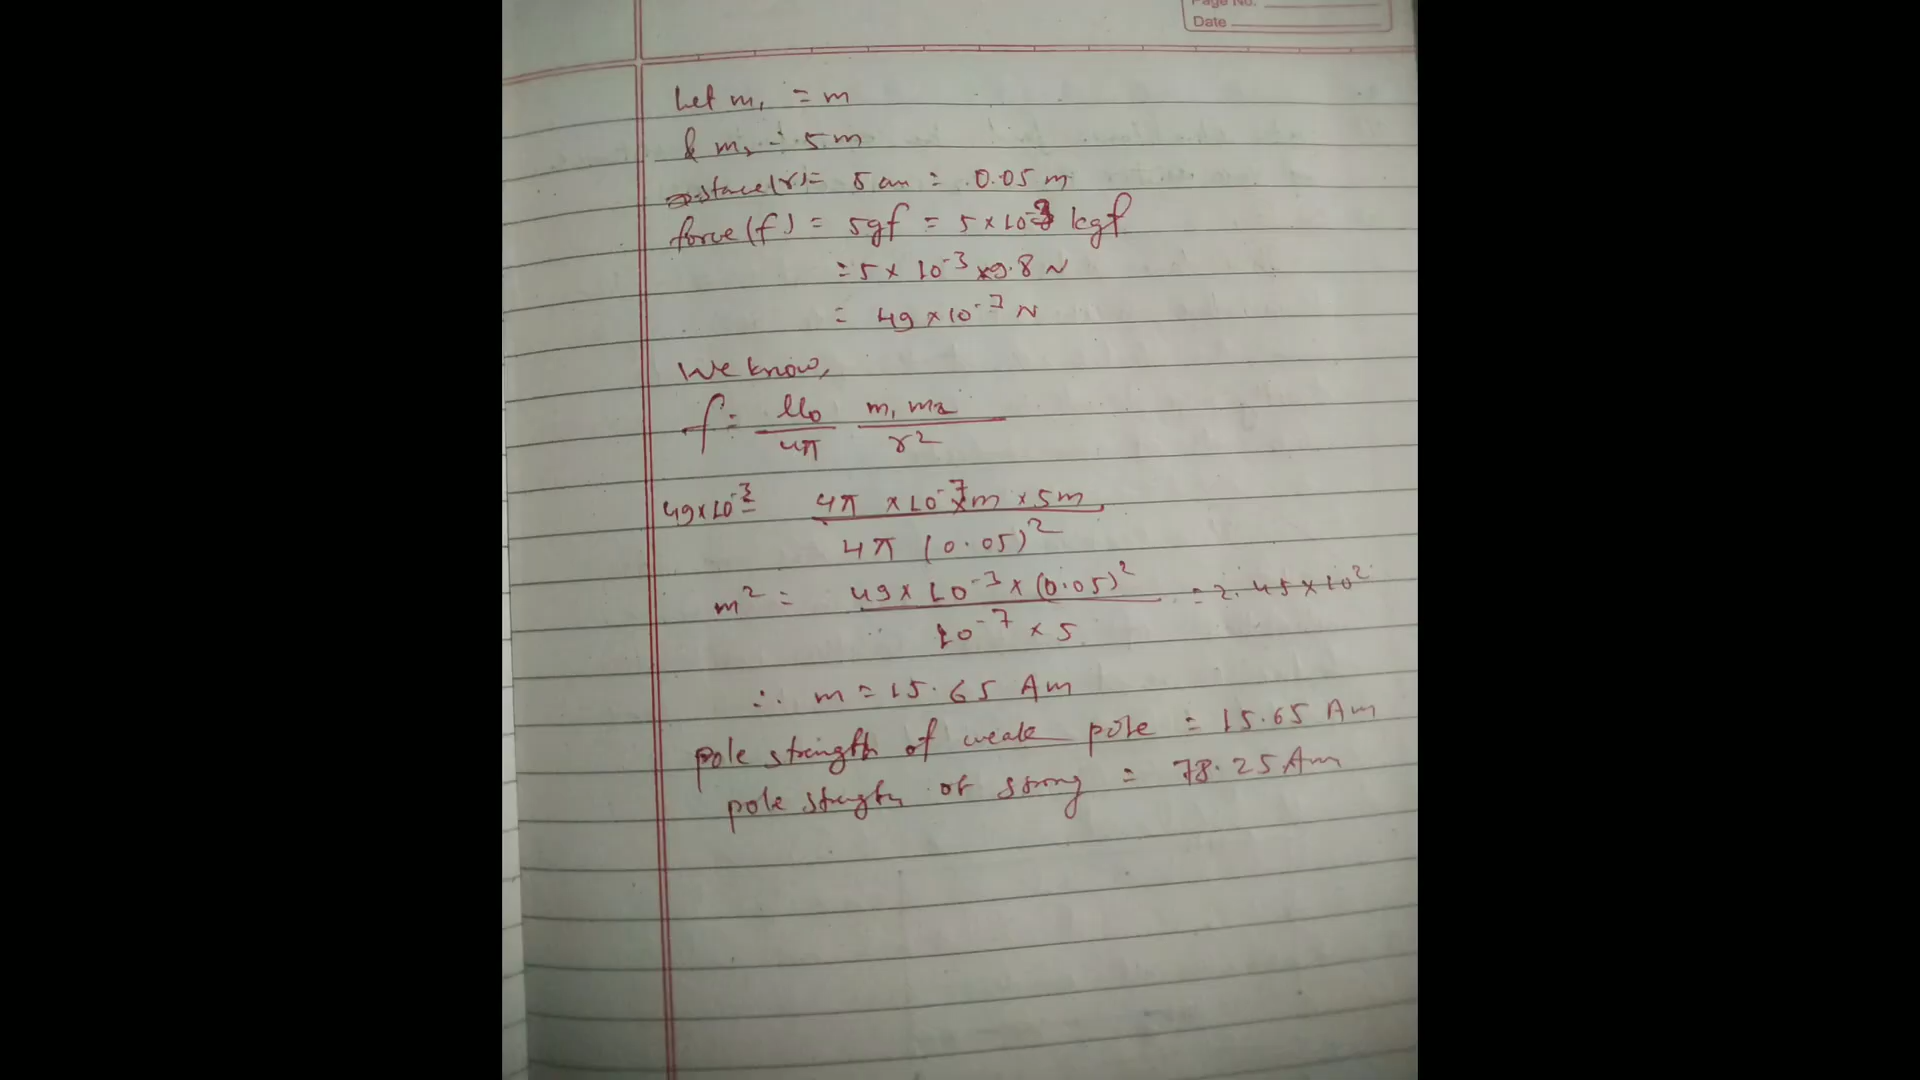 Page No.
Date
Let m₁ = m
& m₂ = 5m
distance(r) = 5 cm = 0.05 m
force (f) = 5gf = 5 × 10⁻³ kgf
= 5 × 10⁻³ × 9.8 N
= 49 × 10⁻³ N
We know,
f = μ₀/4π m₁ m₂/r²
49×10⁻³ = 4π × 10⁻⁷ × m × 5m / 4π (0.05)²
m² = 49 × 10⁻³ × (0.05)² / 10⁻⁷ × 5 = 2.45 × 10²
∴ m = 15.65 Am
pole strength of weak pole = 15.65 Am
pole strength of strong = 78.25 Am